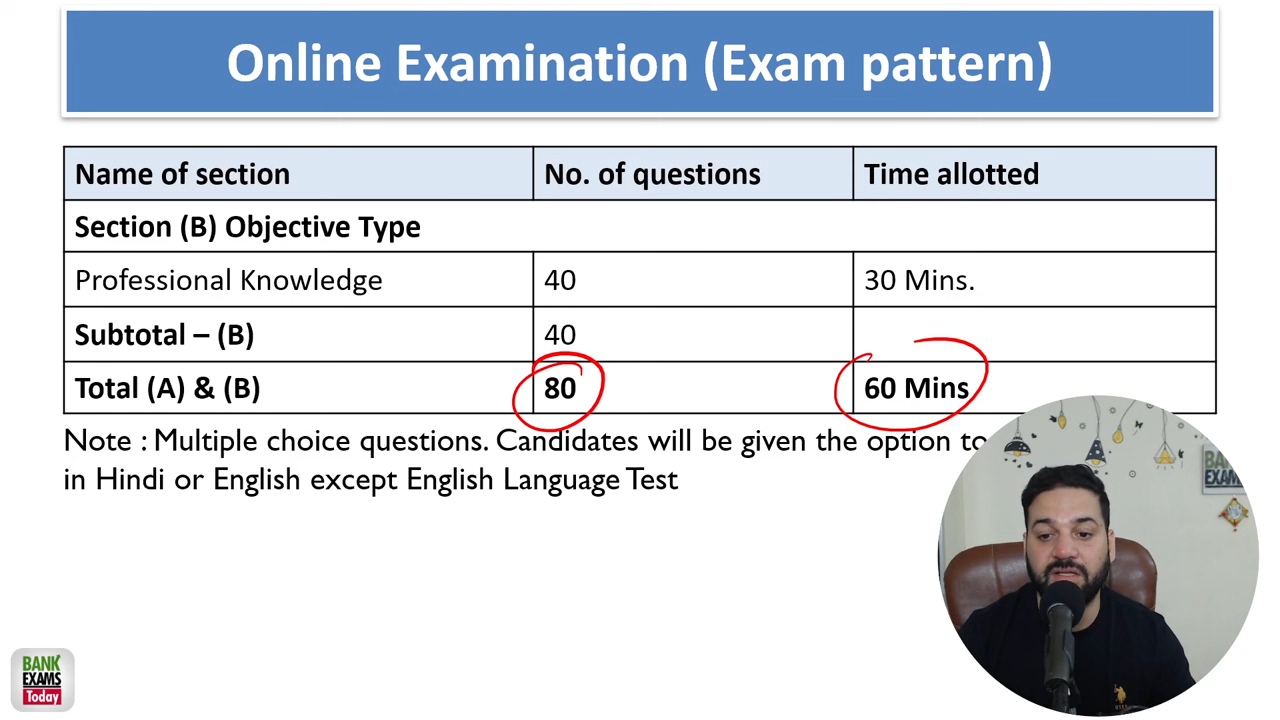 Online Examination (Exam pattern)
Name of section No. of questions Time allotted
Section (B) Objective Type
Professional Knowledge 40 30 Mins.
Subtotal – (B) 40
Total (A) & (B) 80 60 Mins
Note : Multiple choice questions. Candidates will be given the option to
in Hindi or English except English Language Test
BANK
EXAMS
BANK
EXAMS
Today